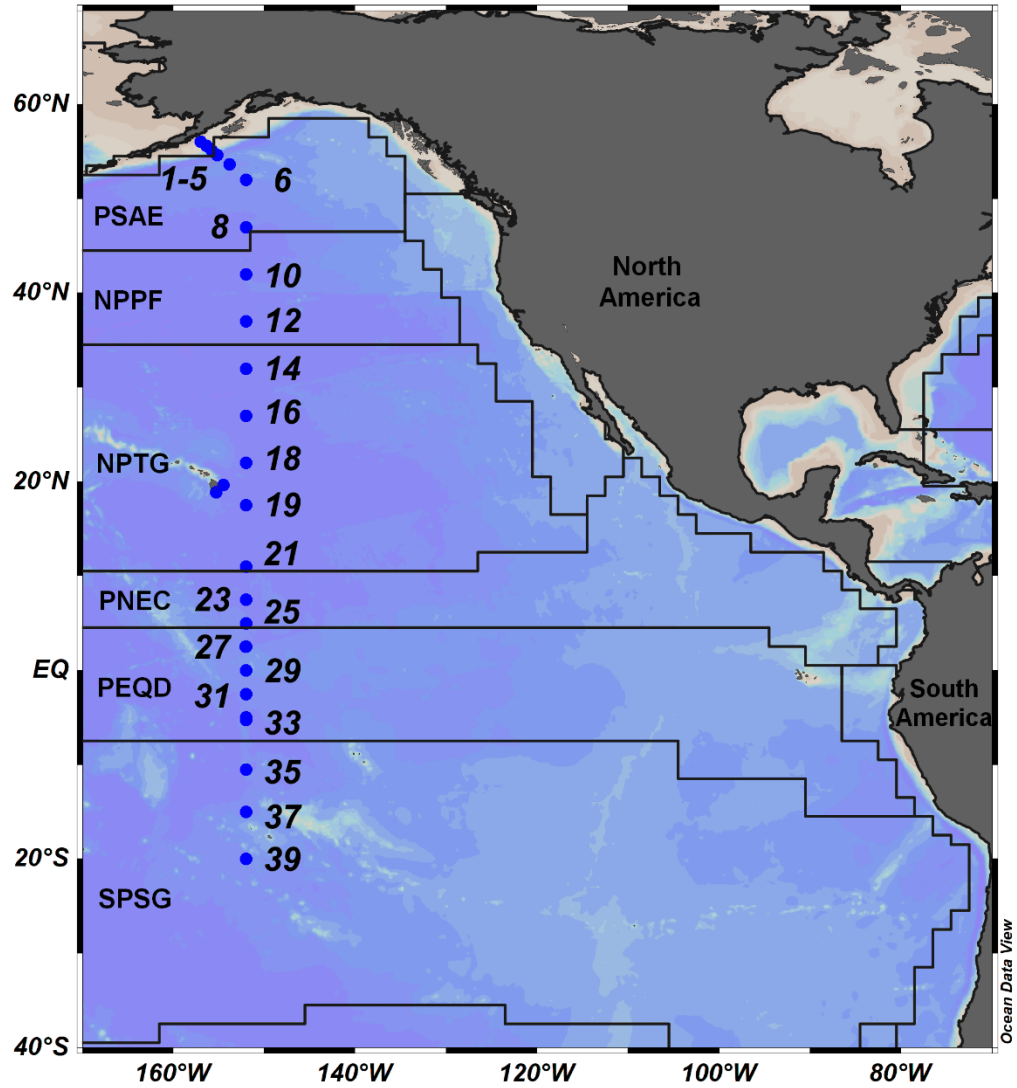 60°N
1-5
6
PSAE
8
40°N
NPPF
10
North
America
12
14
16
NPTG
18
20°N
19
21
PNEC
23
25
27
EQ
29
PEQD
31
South
America
33
35
37
20°S
39
SPSG
Ocean Data View
40°S
160°W
140°W
120°W
100°W
80°W